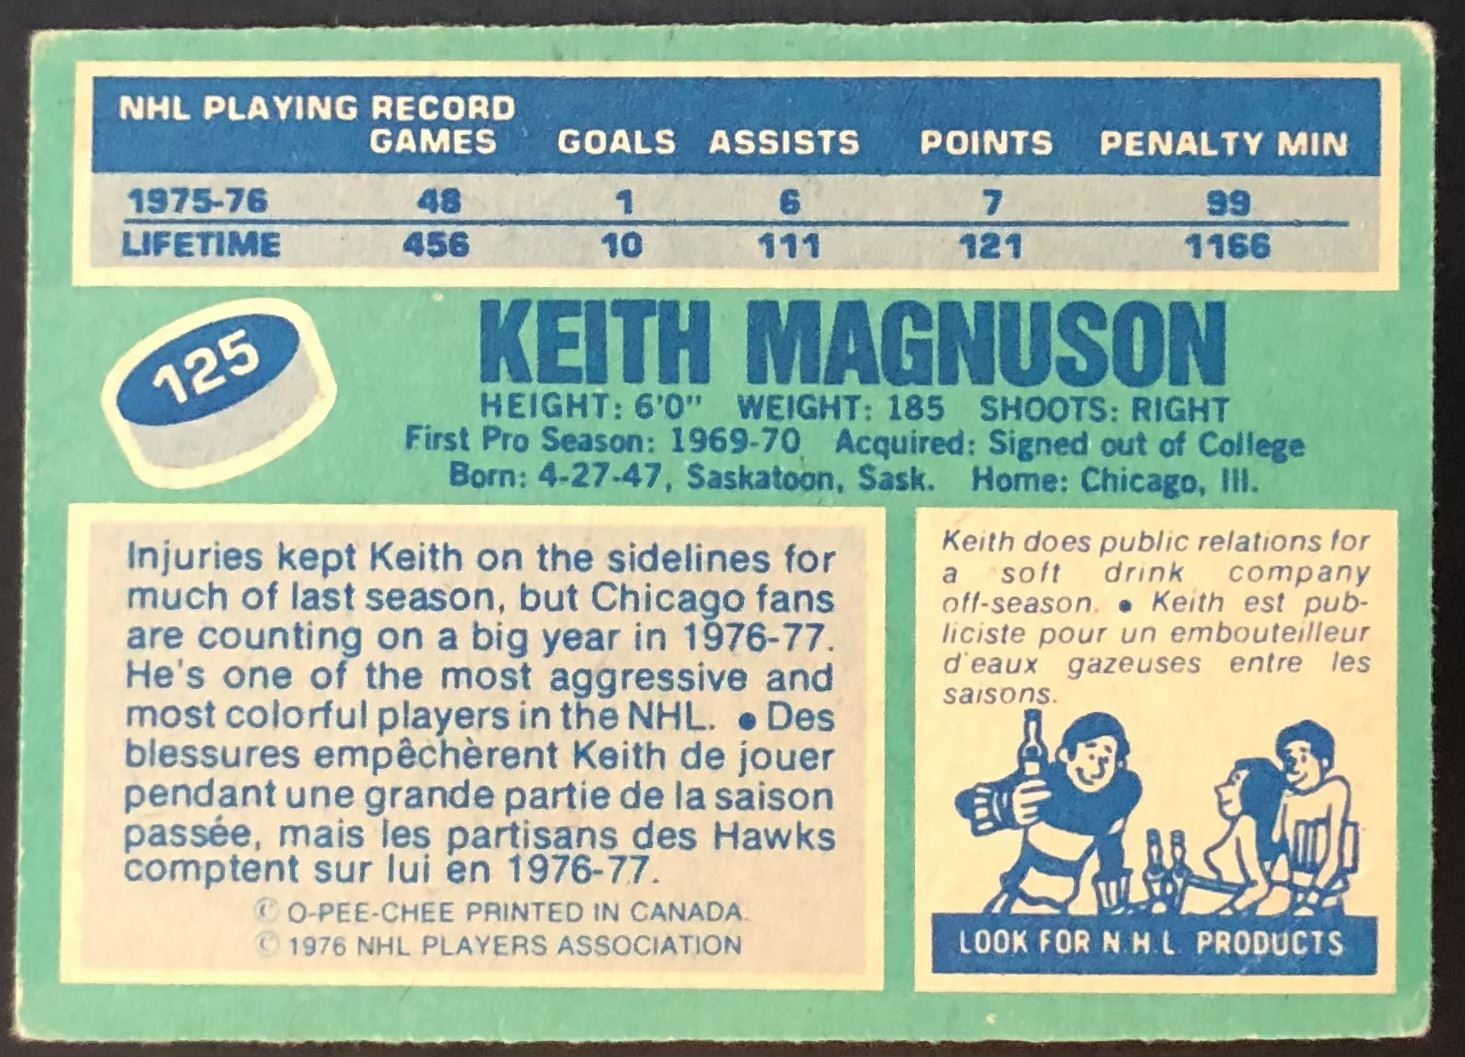 NHL PLAYING RECORD
GAMES GOALS ASSISTS POINTS PENALTY MIN
1975-76 48 1 6 7 99
LIFETIME 456 10 111 121 1166
125
KEITH MAGNUSON
HEIGHT: 6'0" WEIGHT: 185 SHOOTS: RIGHT
First Pro Season: 1969-70 Acquired: Signed out of College
Born: 4-27-47, Saskatoon, Sask. Home: Chicago, Ill.
Injuries kept Keith on the sidelines for
much of last season, but Chicago fans
are counting on a big year in 1976-77.
He's one of the most aggressive and
most colorful players in the NHL. • Des
blessures empêchèrent Keith de jouer
pendant une grande partie de la saison
passée, mais les partisans des Hawks
comptent sur lui en 1976-77.
© O-PEE-CHEE PRINTED IN CANADA
© 1976 NHL PLAYERS ASSOCIATION
Keith does public relations for
a soft drink company
off-season. • Keith est pub-
liciste pour un embouteilleur
d'eaux gazeuses entre les
saisons.
LOOK FOR N.H.L. PRODUCTS